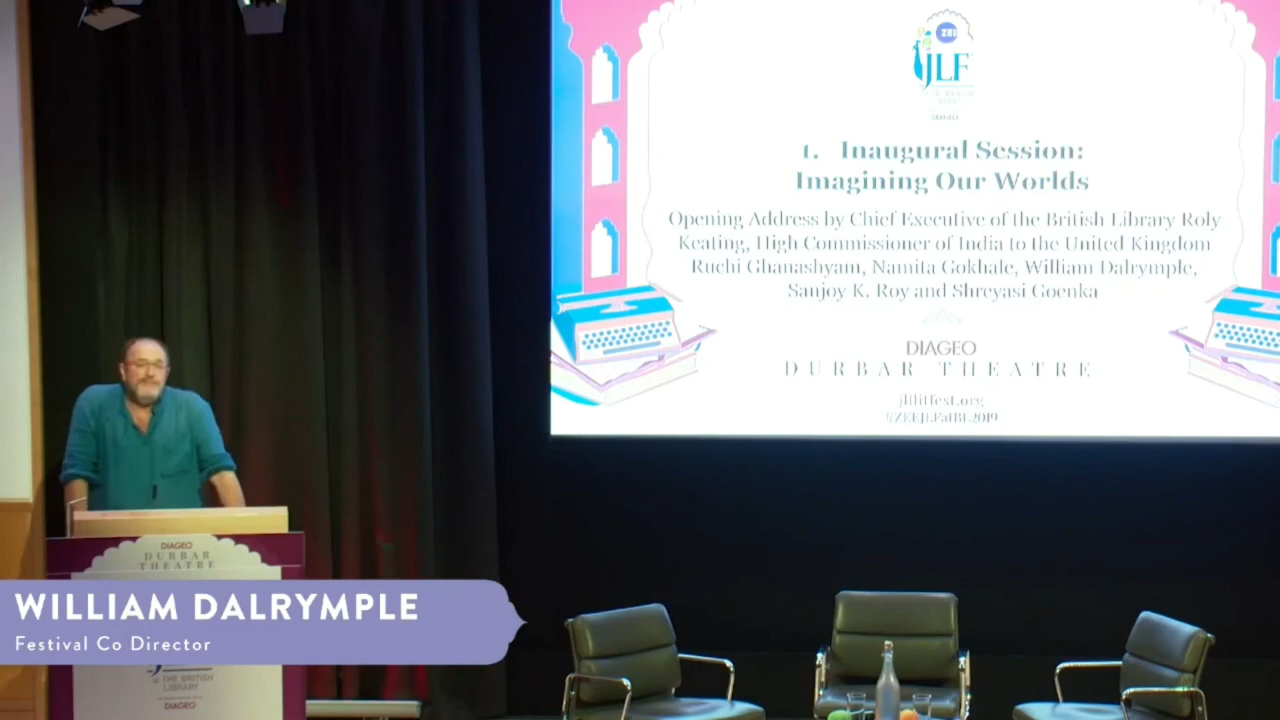 ZEE
JLF
DIAGEO
1. Inaugural Session:
Imagining Our Worlds
Opening Address by Chief Executive of the British Library Roly
Keating, High Commissioner of India to the United Kingdom
Ruchi Ghanashyam, Namita Gokhale, William Dalrymple,
Sanjoy K. Roy and Shreyasi Goenka
DIAGEO
DURBAR THEATRE
jlflitfest.org
#ZEEJLFatBL2019
DIAGEO
DURBAR
THEATRE
WILLIAM DALRYMPLE
Festival Co Director
at THE BRITISH
LIBRARY
DIAGEO